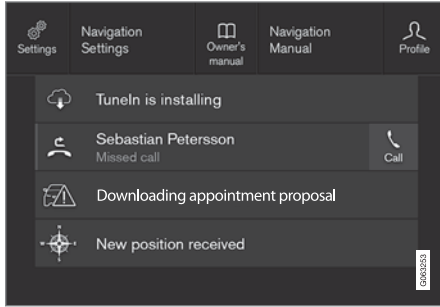 Settings
Navigation
Settings
Owner's
manual
Navigation
Manual
Profile
TuneIn is installing
Sebastian Petersson
Missed call
Call
Downloading appointment proposal
New position received
G063253